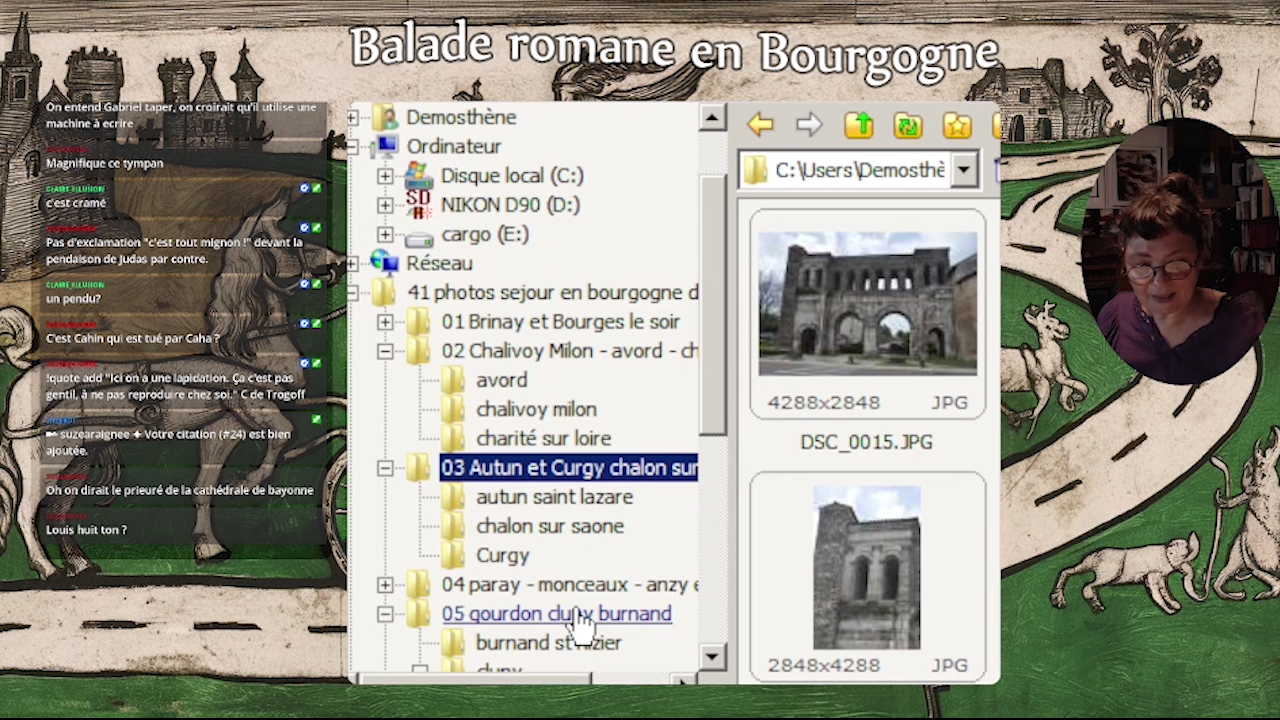 Balade romane en Bourgogne
On entend Gabriel taper, on croirait qu'il utilise une
machine à ecrire
Magnifique ce tympan
CLAIRE_ILLUSION
c'est cramé
Pas d'exclamation "c'est tout mignon !" devant la
pendaison de Judas par contre.
CLAIRE_ILLUSION
un pendu?
C'est Cahin qui est tué par Caha ?
!quote add "Ici on a une lapidation. Ça c'est pas
gentil, à ne pas reproduire chez soi." C de Trogoff
suzearaignee + Votre citation (#24) est bien
ajoutée.
Oh on dirait le prieuré de la cathédrale de bayonne
Louis huit ton ?
Demosthène
Ordinateur
Disque local (C:)
NIKON D90 (D:)
cargo (E:)
Réseau
41 photos sejour en bourgogne d
01 Brinay et Bourges le soir
02 Chalivoy Milon - avord - ch
avord
chalivoy milon
charité sur loire
03 Autun et Curgy chalon sur
autun saint lazare
chalon sur saone
Curgy
04 paray - monceaux - anzy e
05 gourdon cluny burnand
burnand st nizier
cluny
C:\Users\Demosthè
4288x2848 JPG
DSC_0015.JPG
2848x4288 JPG